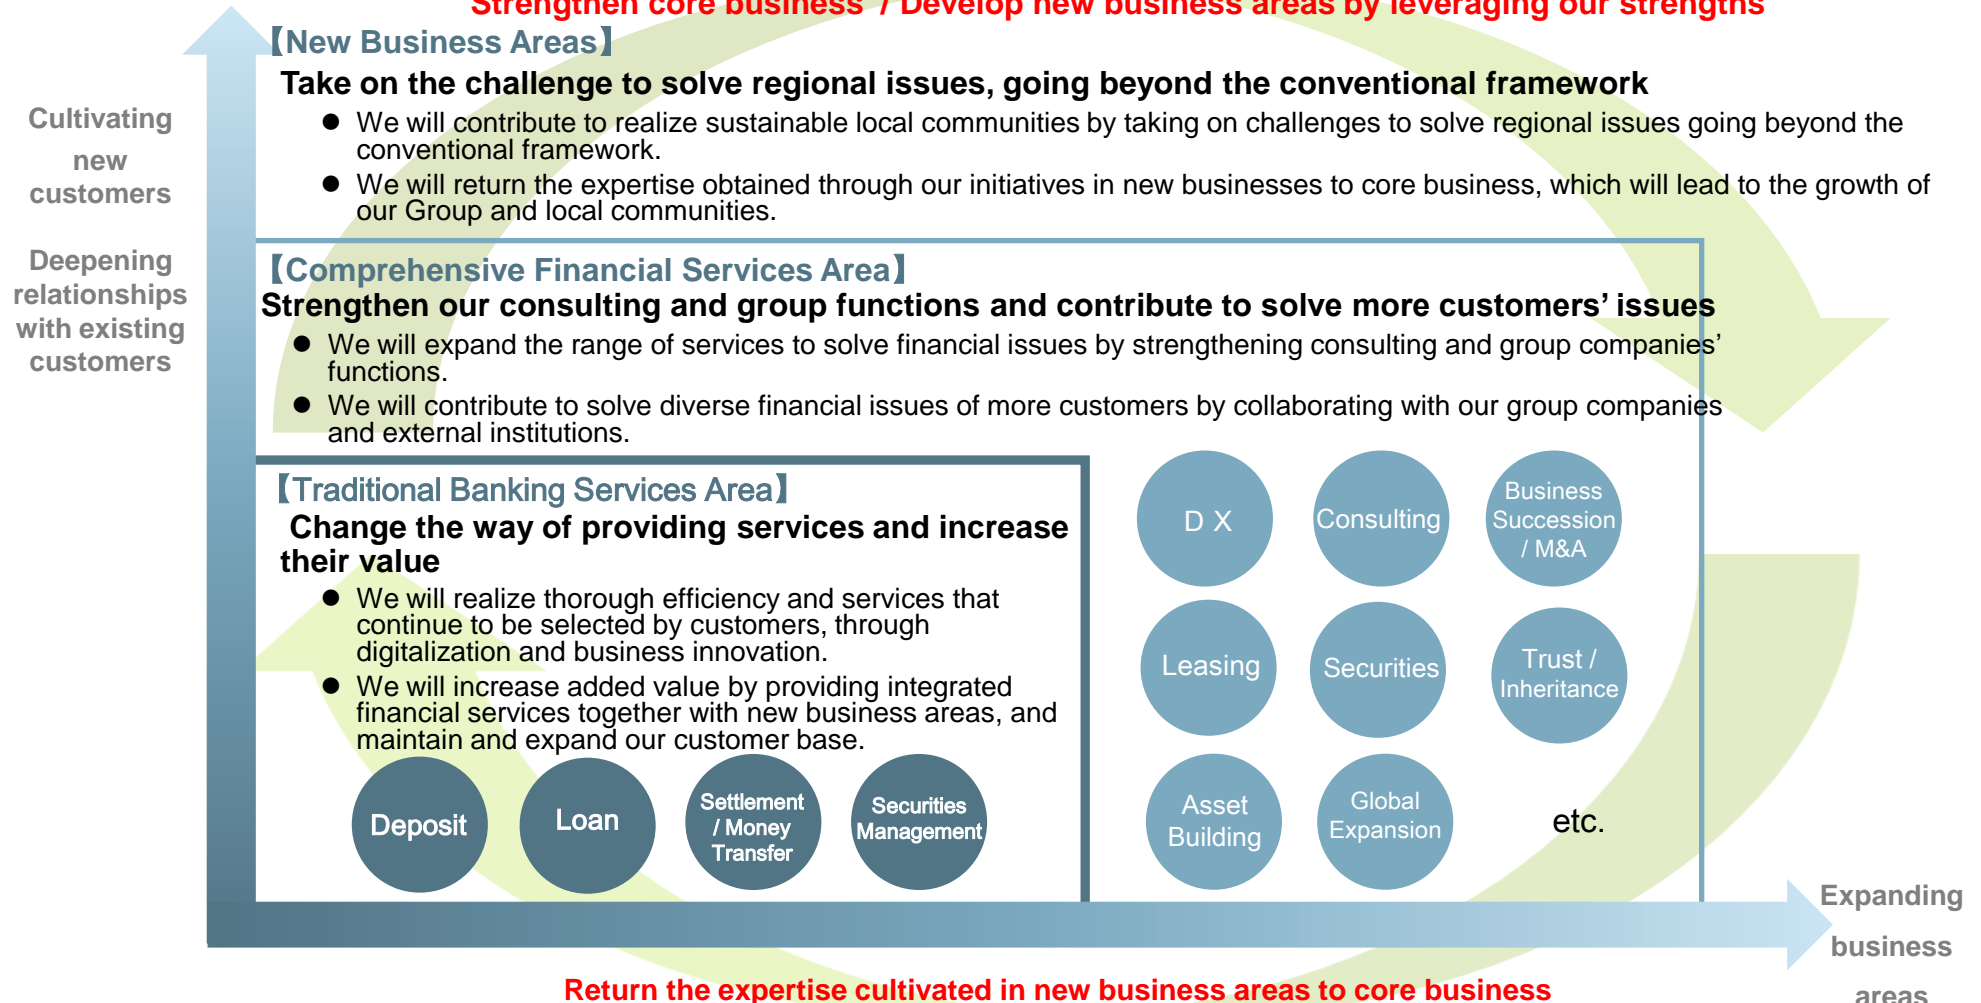 Strengthen core business / Develop new business areas by leveraging our strengths
【New Business Areas】
Take on the challenge to solve regional issues, going beyond the conventional framework
● We will contribute to realize sustainable local communities by taking on challenges to solve regional issues going beyond the
conventional framework.
● We will return the expertise obtained through our initiatives in new businesses to core business, which will lead to the growth of
our Group and local communities.
Cultivating
new
customers
Deepening
relationships
with existing
customers
【Comprehensive Financial Services Area】
Strengthen our consulting and group functions and contribute to solve more customers’ issues
● We will expand the range of services to solve financial issues by strengthening consulting and group companies’
functions.
● We will contribute to solve diverse financial issues of more customers by collaborating with our group companies
and external institutions.
【Traditional Banking Services Area】
Change the way of providing services and increase
their value
● We will realize thorough efficiency and services that
continue to be selected by customers, through
digitalization and business innovation.
● We will increase added value by providing integrated
financial services together with new business areas, and
maintain and expand our customer base.
Deposit
Loan
Settlement
/ Money
Transfer
Securities
Management
D X
Consulting
Business
Succession
/ M&A
Leasing
Securities
Trust /
Inheritance
Asset
Building
Global
Expansion
etc.
Expanding
business
areas
Return the expertise cultivated in new business areas to core business